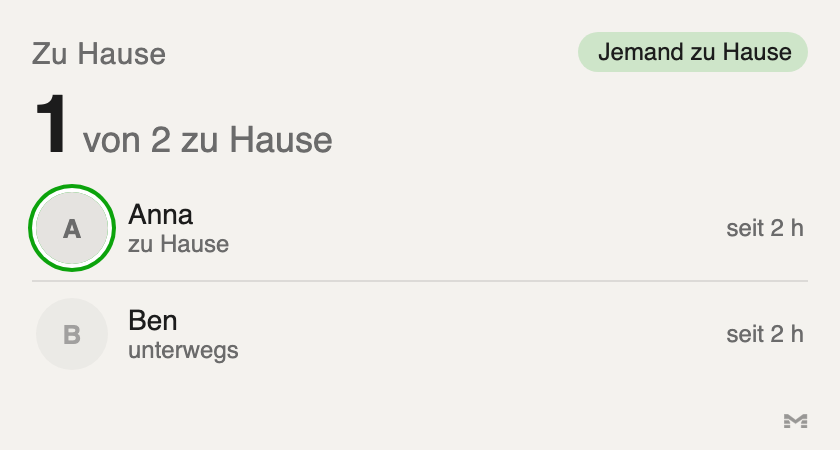 Zu Hause
Jemand zu Hause
1 von 2 zu Hause
A
Anna
zu Hause
seit 2 h
B
Ben
unterwegs
seit 2 h